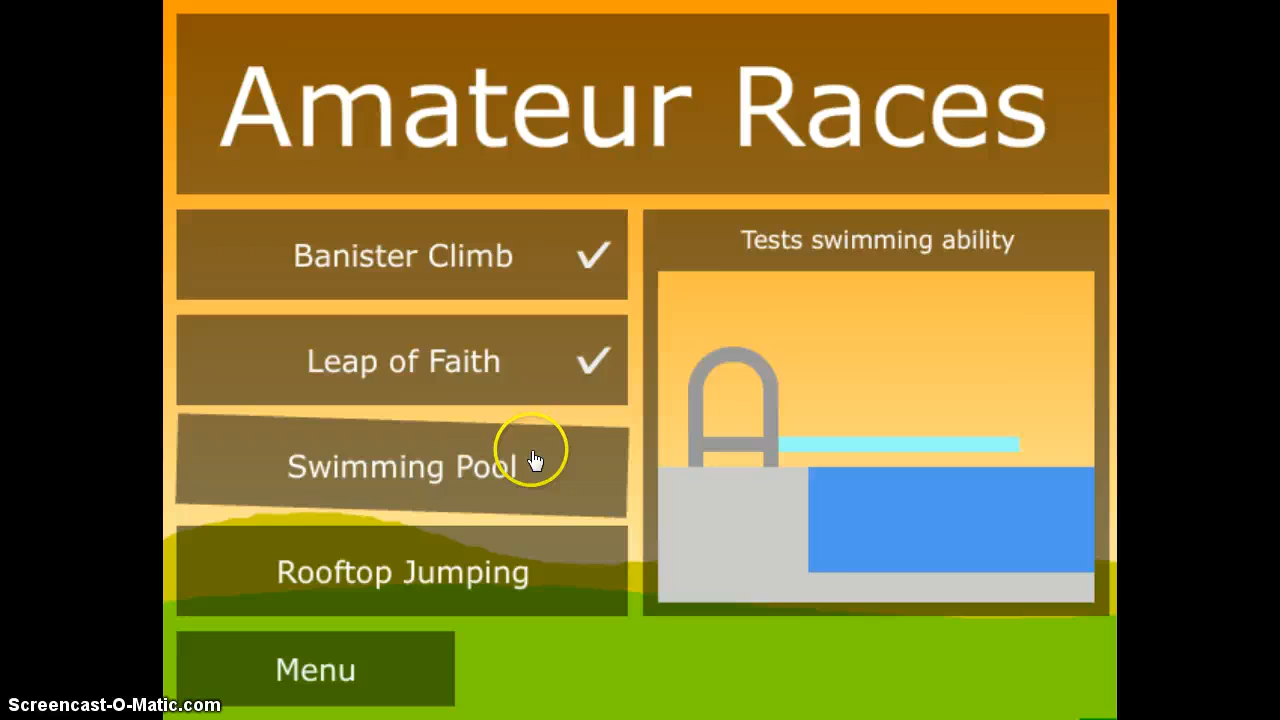 Amateur Races
Banister Climb
Leap of Faith
Swimming Pool
Rooftop Jumping
Menu
Tests swimming ability
Screencast-O-Matic.com